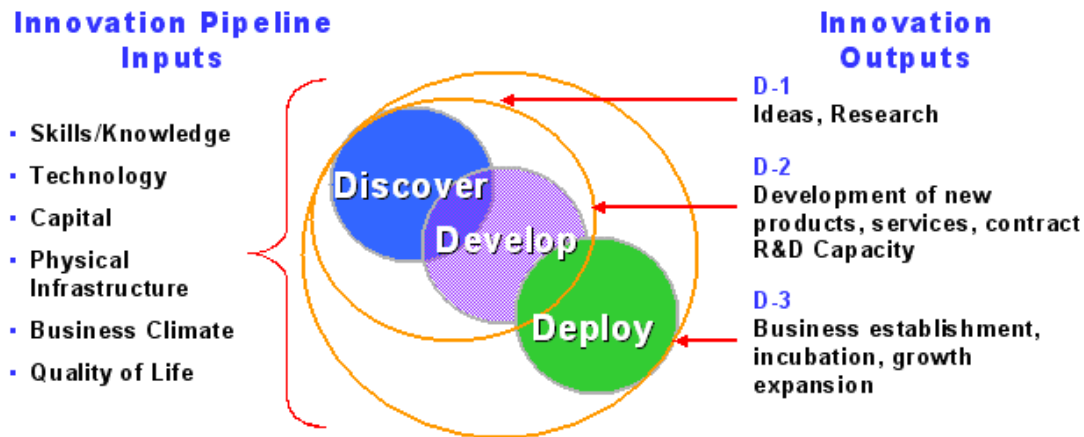 Innovation Pipeline
Inputs
▪ Skills/Knowledge
▪ Technology
▪ Capital
▪ Physical
Infrastructure
▪ Business Climate
▪ Quality of Life
Discover
Develop
Deploy
Innovation
Outputs
D-1
Ideas, Research
D-2
Development of new
products, services, contract
R&D Capacity
D-3
Business establishment,
incubation, growth
expansion